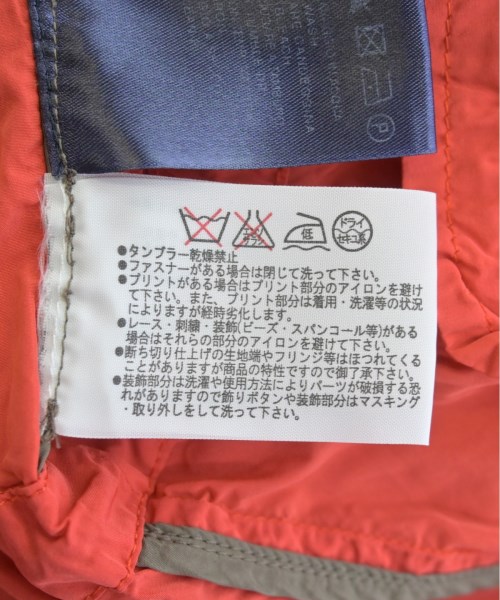 P
低
ドライ
セキユ系
●タンブラー乾燥禁止
●ファスナーがある場合は閉じて洗って下さい。
●プリントがある場合はプリント部分のアイロンを避け
て下さい。また、プリント部分は着用・洗濯等の状況
によりますが経時劣化します。
●レース・刺繍・装飾(ビーズ・スパンコール等)がある
場合はそれらの部分のアイロンを避けて下さい。
●断ち切り仕上げの生地端やフリンジ等はほつれてくる
ことがありますが商品の特性ですので御了承下さい。
●装飾部分は洗濯や使用方法によりパーツが破損する恐
れがありますので飾りボタンや装飾部分はマスキング
・取り外しをして洗って下さい。